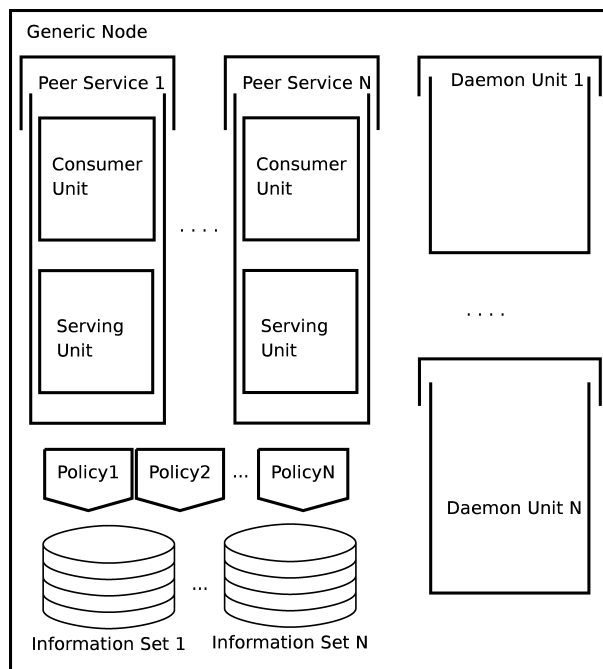 Generic Node
Peer Service 1
Peer Service N
Daemon Unit 1
Consumer
Unit
Consumer
Unit
. . . .
Serving
Unit
Serving
Unit
. . . .
Policy1
Policy2
...
PolicyN
Daemon Unit N
...
Information Set 1
Information Set N